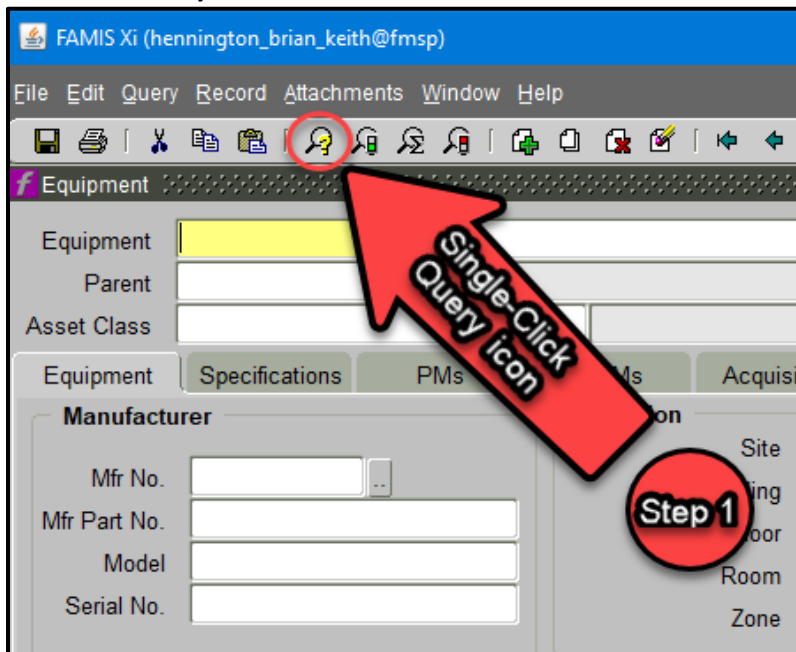 FAMIS Xi (hennington_brian_keith@fmsp)
File Edit Query Record Attachments Window Help
Equipment
Equipment
Parent
Asset Class
Single-Click
Query icon
Equipment Specifications PMs Ms Acquisi
Manufacturer on
Site
Mfr No. ..
Mfr Part No.
Step 1
Model
Room
Serial No.
Zone